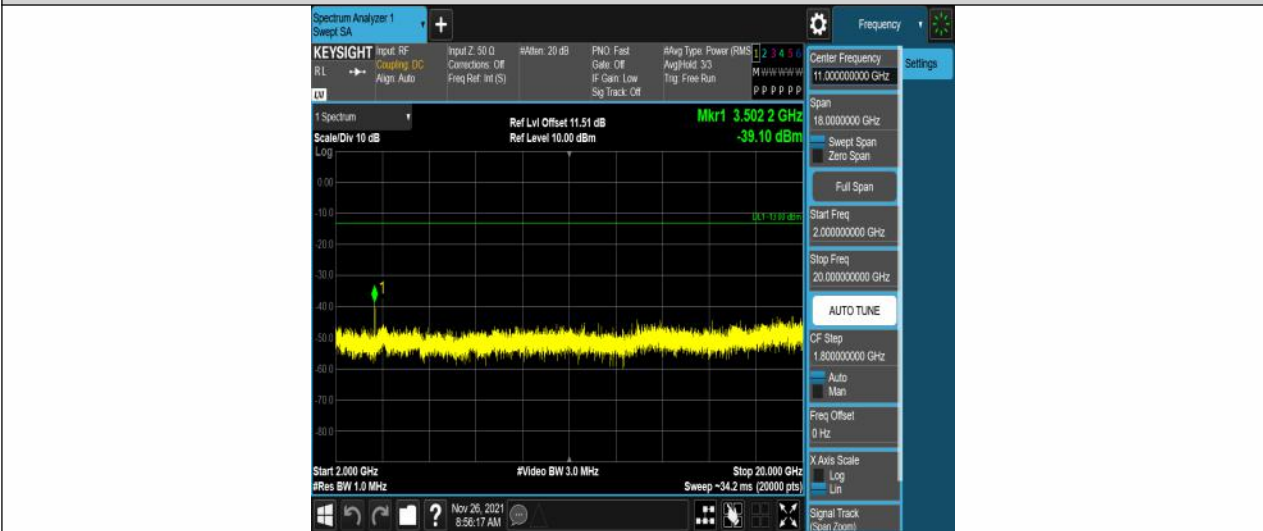 Spectrum Analyzer 1
Swept SA
Frequency
KEYSIGHT
Input: RF
Coupling: DC
Align: Auto
RL
LXI
Input Z: 50 Ω
Corrections: Off
Freq Ref: Int (S)
#Atten: 20 dB
PNO: Fast
Gate: Off
IF Gain: Low
Sig Track: Off
#Avg Type: Power (RMS
Avg|Hold: 3/3
Trig: Free Run
1 2 3 4 5 6
M W W W W W
P P P P P P
Settings
Center Frequency
11.000000000 GHz
Span
18.0000000 GHz
Swept Span
Zero Span
Full Span
Start Freq
2.000000000 GHz
Stop Freq
20.000000000 GHz
AUTO TUNE
CF Step
1.800000000 GHz
Auto
Man
Freq Offset
0 Hz
X Axis Scale
Log
Lin
Signal Track
(Span Zoom)
1 Spectrum
Scale/Div 10 dB
Log
Ref Lvl Offset 11.51 dB
Ref Level 10.00 dBm
Mkr1 3.502 2 GHz
-39.10 dBm
0.00
-10.0
DL1 -13.00 dBm
-20.0
-30.0
1
-40.0
-50.0
-60.0
-70.0
-80.0
Start 2.000 GHz
#Res BW 1.0 MHz
#Video BW 3.0 MHz
Stop 20.000 GHz
Sweep ~34.2 ms (20000 pts)
Nov 26, 2021
8:56:17 AM